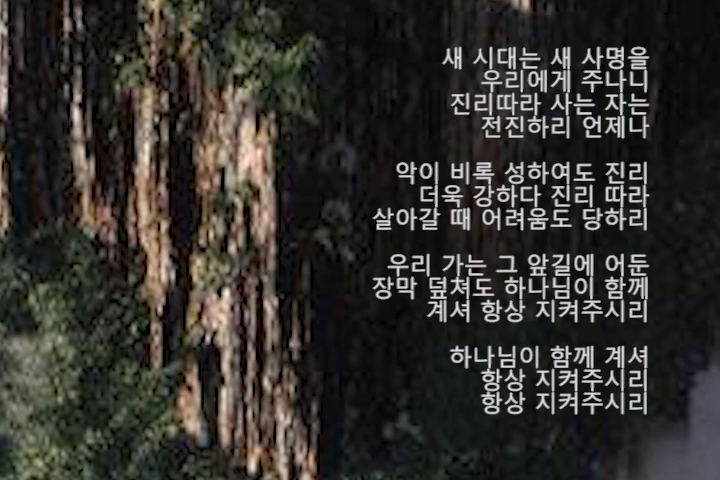 새 시대는 새 사명을
우리에게 주나니
진리따라 사는 자는
전진하리 언제나
악이 비록 성하여도 진리
더욱 강하다 진리 따라
살아갈 때 어려움도 당하리
우리 가는 그 앞길에 어둔
장막 덮쳐도 하나님이 함께
계셔 항상 지켜주시리
하나님이 함께 계셔
항상 지켜주시리
항상 지켜주시리